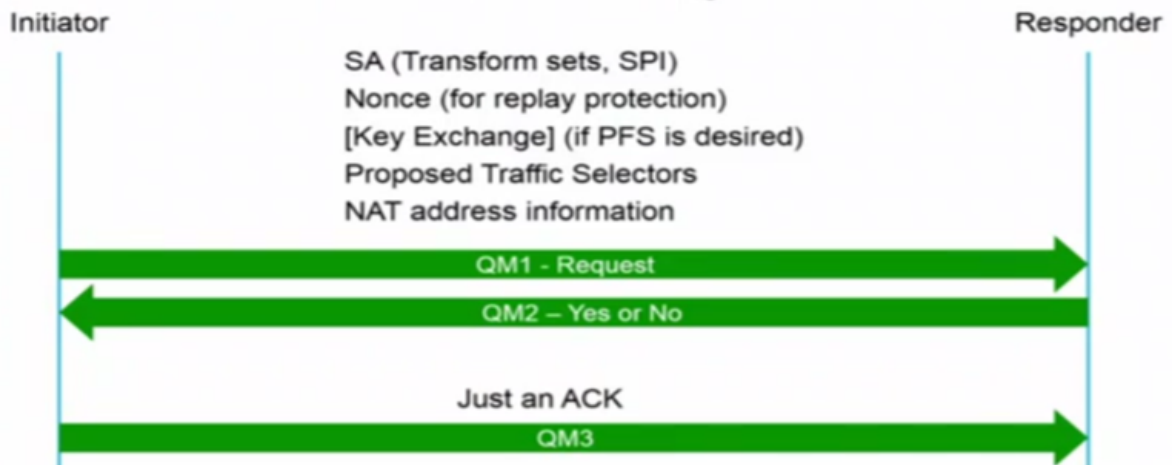 Initiator
Responder
SA (Transform sets, SPI)
Nonce (for replay protection)
[Key Exchange] (if PFS is desired)
Proposed Traffic Selectors
NAT address information
QM1 - Request
QM2 – Yes or No
Just an ACK
QM3